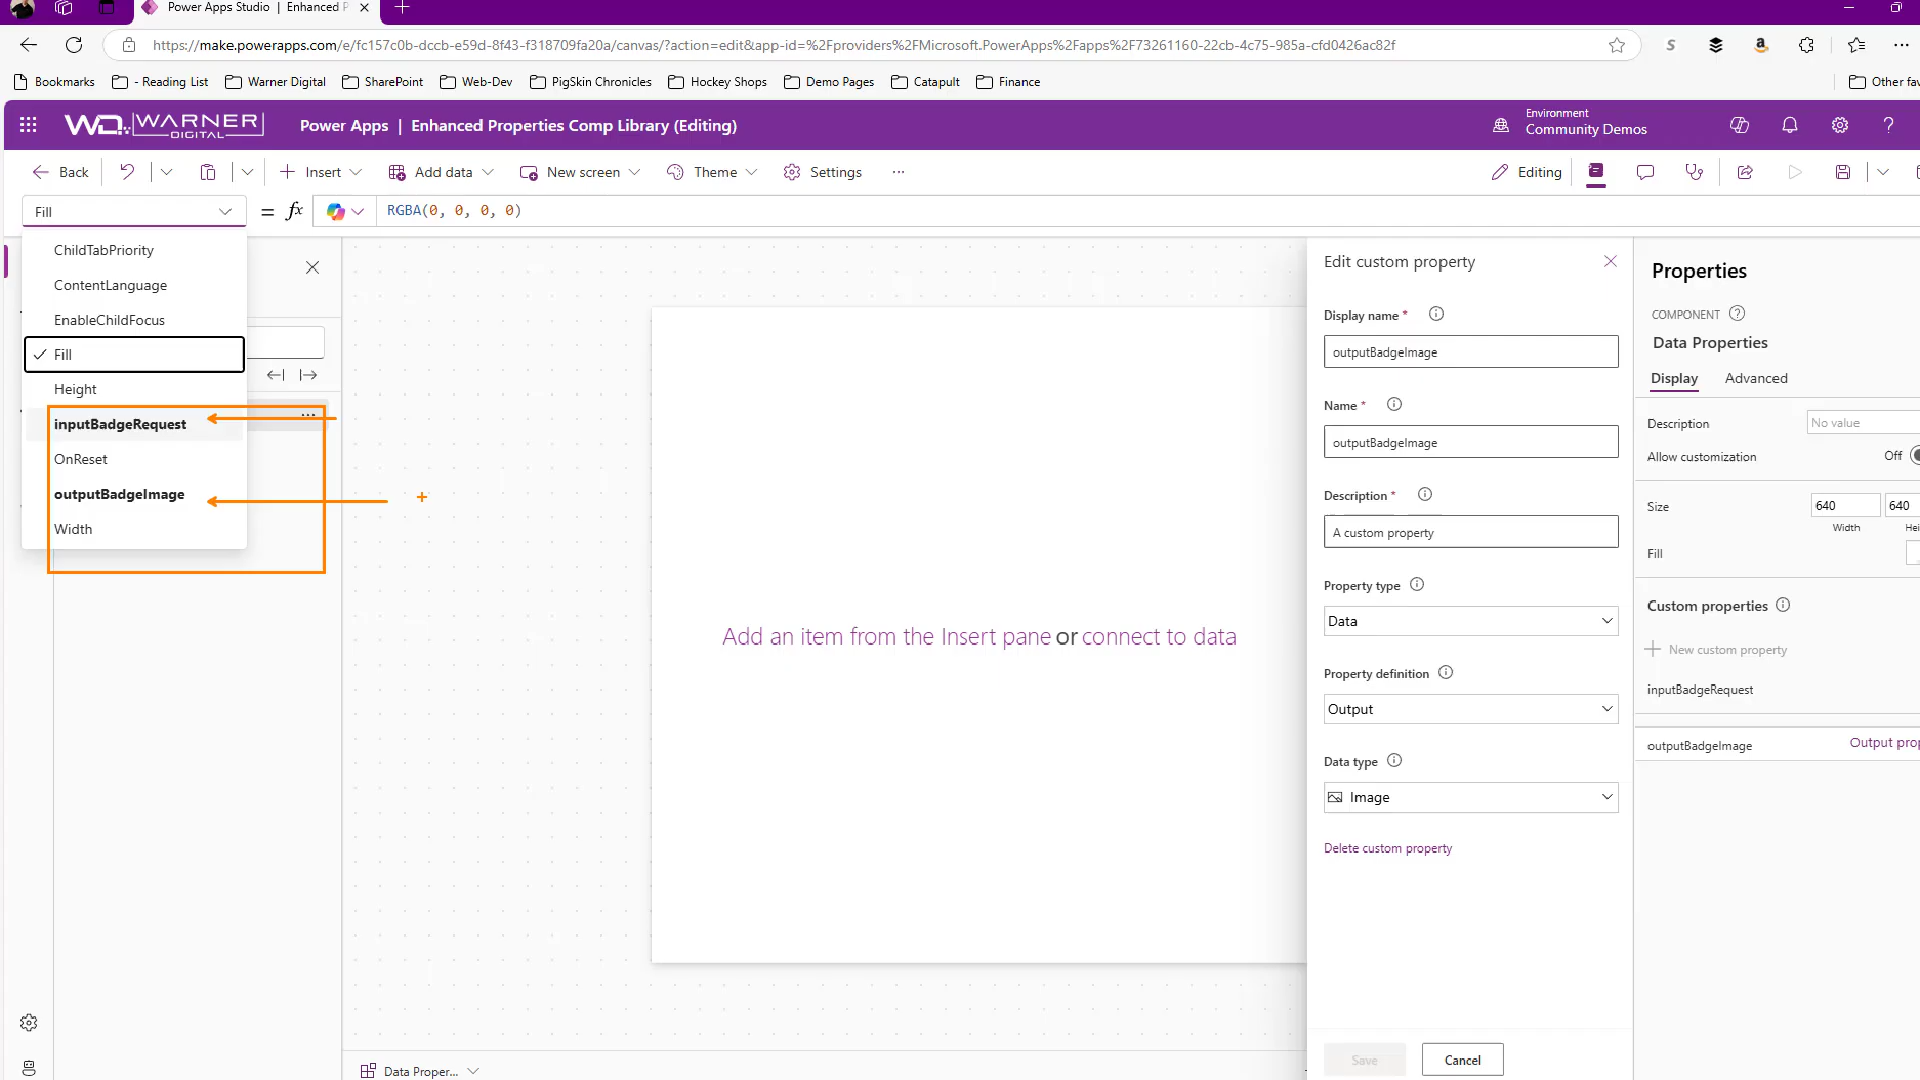 Power Apps Studio | Enhanced P
https://make.powerapps.com/e/fc157c0b-dccb-e59d-8f43-f318709fa20a/canvas/?action=edit&app-id=%2Fproviders%2FMicrosoft.PowerApps%2Fapps%2F73261160-22cb-4c75-985a-cfd0426ac82f
Bookmarks - Reading List Warner Digital SharePoint Web-Dev PigSkin Chronicles Hockey Shops Demo Pages Catapult Finance Other fav
WD. WARNER DIGITAL Power Apps | Enhanced Properties Comp Library (Editing)
Environment
Community Demos
Back Insert Add data New screen Theme Settings ... Editing
Fill = fx RGBA(0, 0, 0, 0)
ChildTabPriority
ContentLanguage
EnableChildFocus
Fill
Height
inputBadgeRequest
OnReset
outputBadgeImage
Width
Add an item from the Insert pane or connect to data
Data Proper...
Edit custom property
Display name *
outputBadgeImage
Name *
outputBadgeImage
Description *
A custom property
Property type
Data
Property definition
Output
Data type
Image
Delete custom property
Save Cancel
Properties
COMPONENT
Data Properties
Display Advanced
Description No value
Allow customization Off
Size 640 640
Width Hei
Fill
Custom properties
New custom property
inputBadgeRequest
outputBadgeImage Output prop